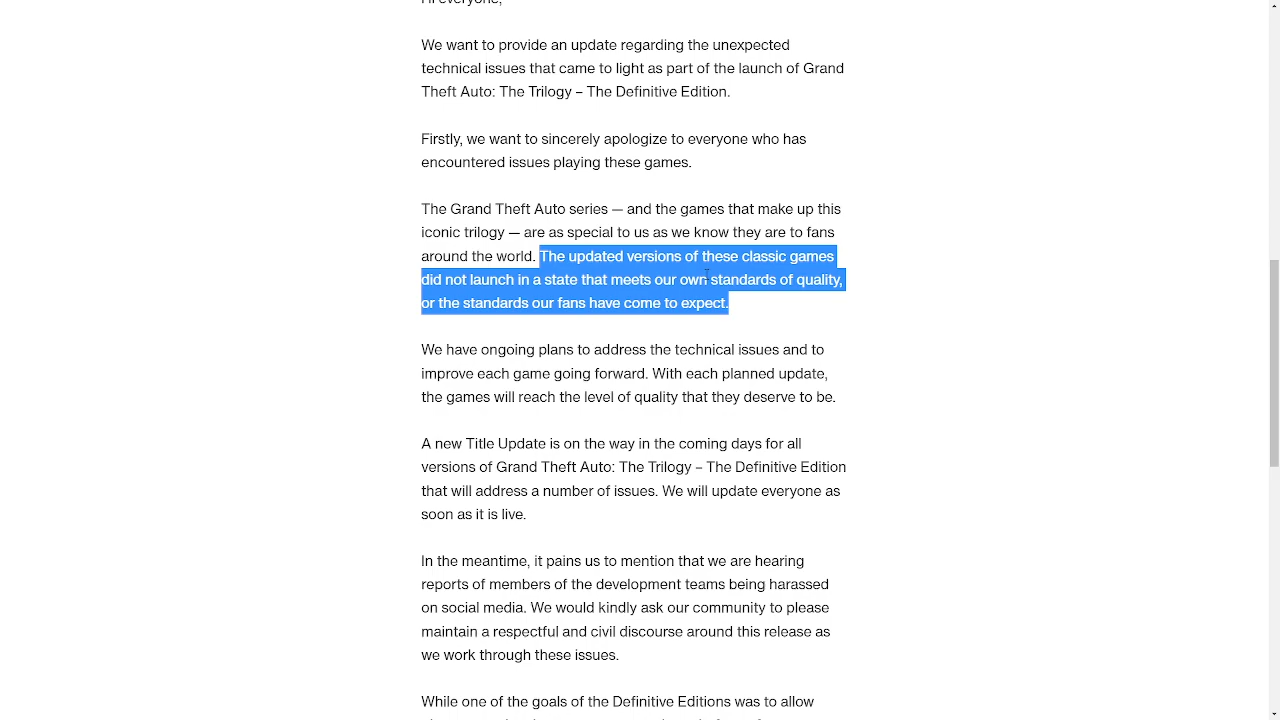 Hi everyone,
We want to provide an update regarding the unexpected
technical issues that came to light as part of the launch of Grand
Theft Auto: The Trilogy – The Definitive Edition.
Firstly, we want to sincerely apologize to everyone who has
encountered issues playing these games.
The Grand Theft Auto series — and the games that make up this
iconic trilogy — are as special to us as we know they are to fans
around the world. The updated versions of these classic games
did not launch in a state that meets our own standards of quality,
or the standards our fans have come to expect.
We have ongoing plans to address the technical issues and to
improve each game going forward. With each planned update,
the games will reach the level of quality that they deserve to be.
A new Title Update is on the way in the coming days for all
versions of Grand Theft Auto: The Trilogy – The Definitive Edition
that will address a number of issues. We will update everyone as
soon as it is live.
In the meantime, it pains us to mention that we are hearing
reports of members of the development teams being harassed
on social media. We would kindly ask our community to please
maintain a respectful and civil discourse around this release as
we work through these issues.
While one of the goals of the Definitive Editions was to allow